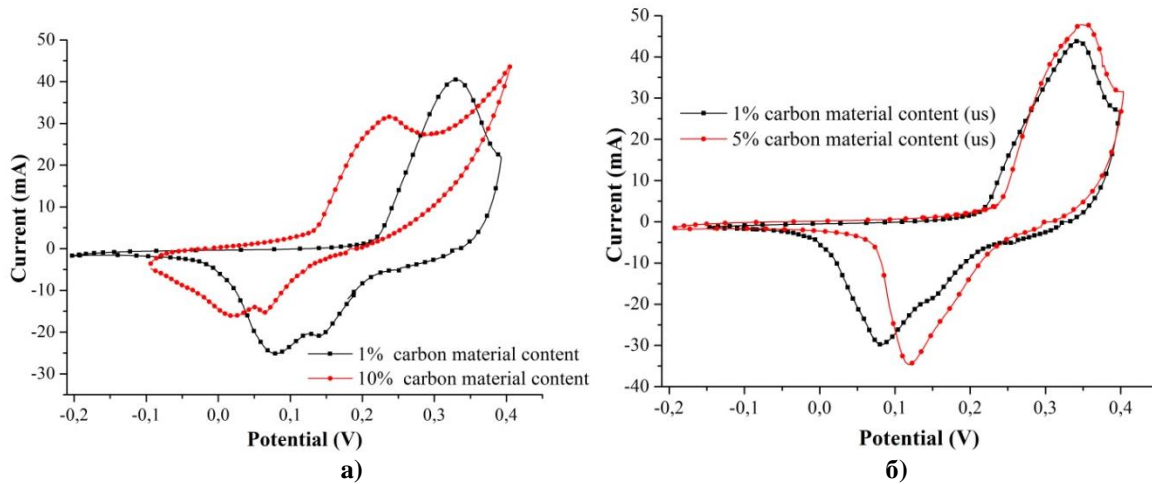 50
40
30
20
10
0
-10
-20
-30
Current (mA)
1% carbon material content
10% carbon material content
-0,2 -0,1 0,0 0,1 0,2 0,3 0,4
Potential (V)
а)
50
40
30
20
10
0
-10
-20
-30
-40
Current (mA)
1% carbon material content (us)
5% carbon material content (us)
-0,2 -0,1 0,0 0,1 0,2 0,3 0,4
Potential (V)
б)